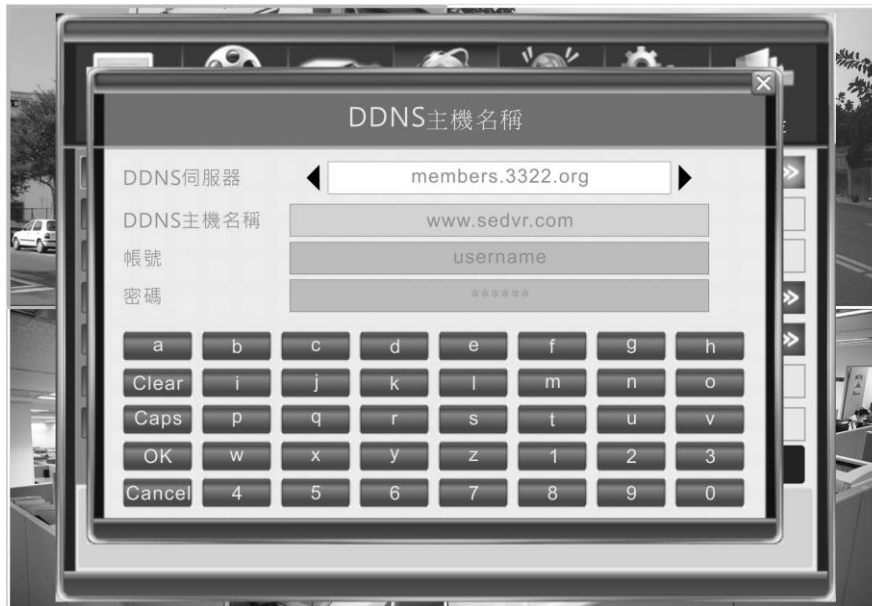 DDNS主機名稱
DDNS伺服器 members.3322.org
DDNS主機名稱 www.sedvr.com
帳號 username
密碼 ******
a b c d e f g h
Clear i j k l m n o
Caps p q r s t u v
OK w x y z 1 2 3
Cancel 4 5 6 7 8 9 0